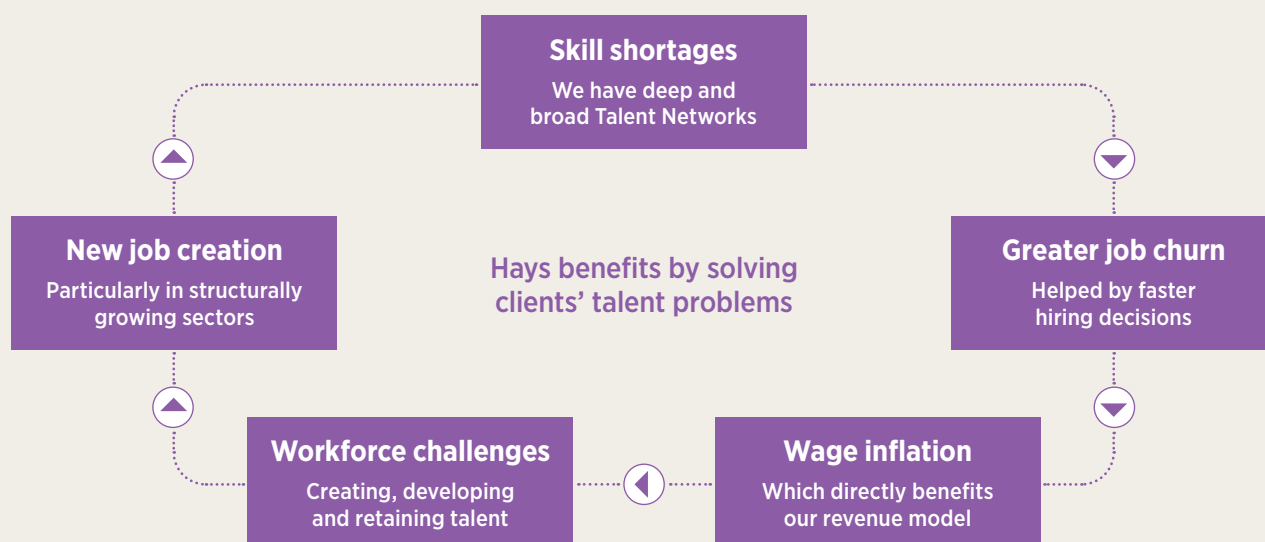 Skill shortages
We have deep and
broad Talent Networks
New job creation
Particularly in structurally
growing sectors
Hays benefits by solving
clients’ talent problems
Greater job churn
Helped by faster
hiring decisions
Workforce challenges
Creating, developing
and retaining talent
Wage inflation
Which directly benefits
our revenue model